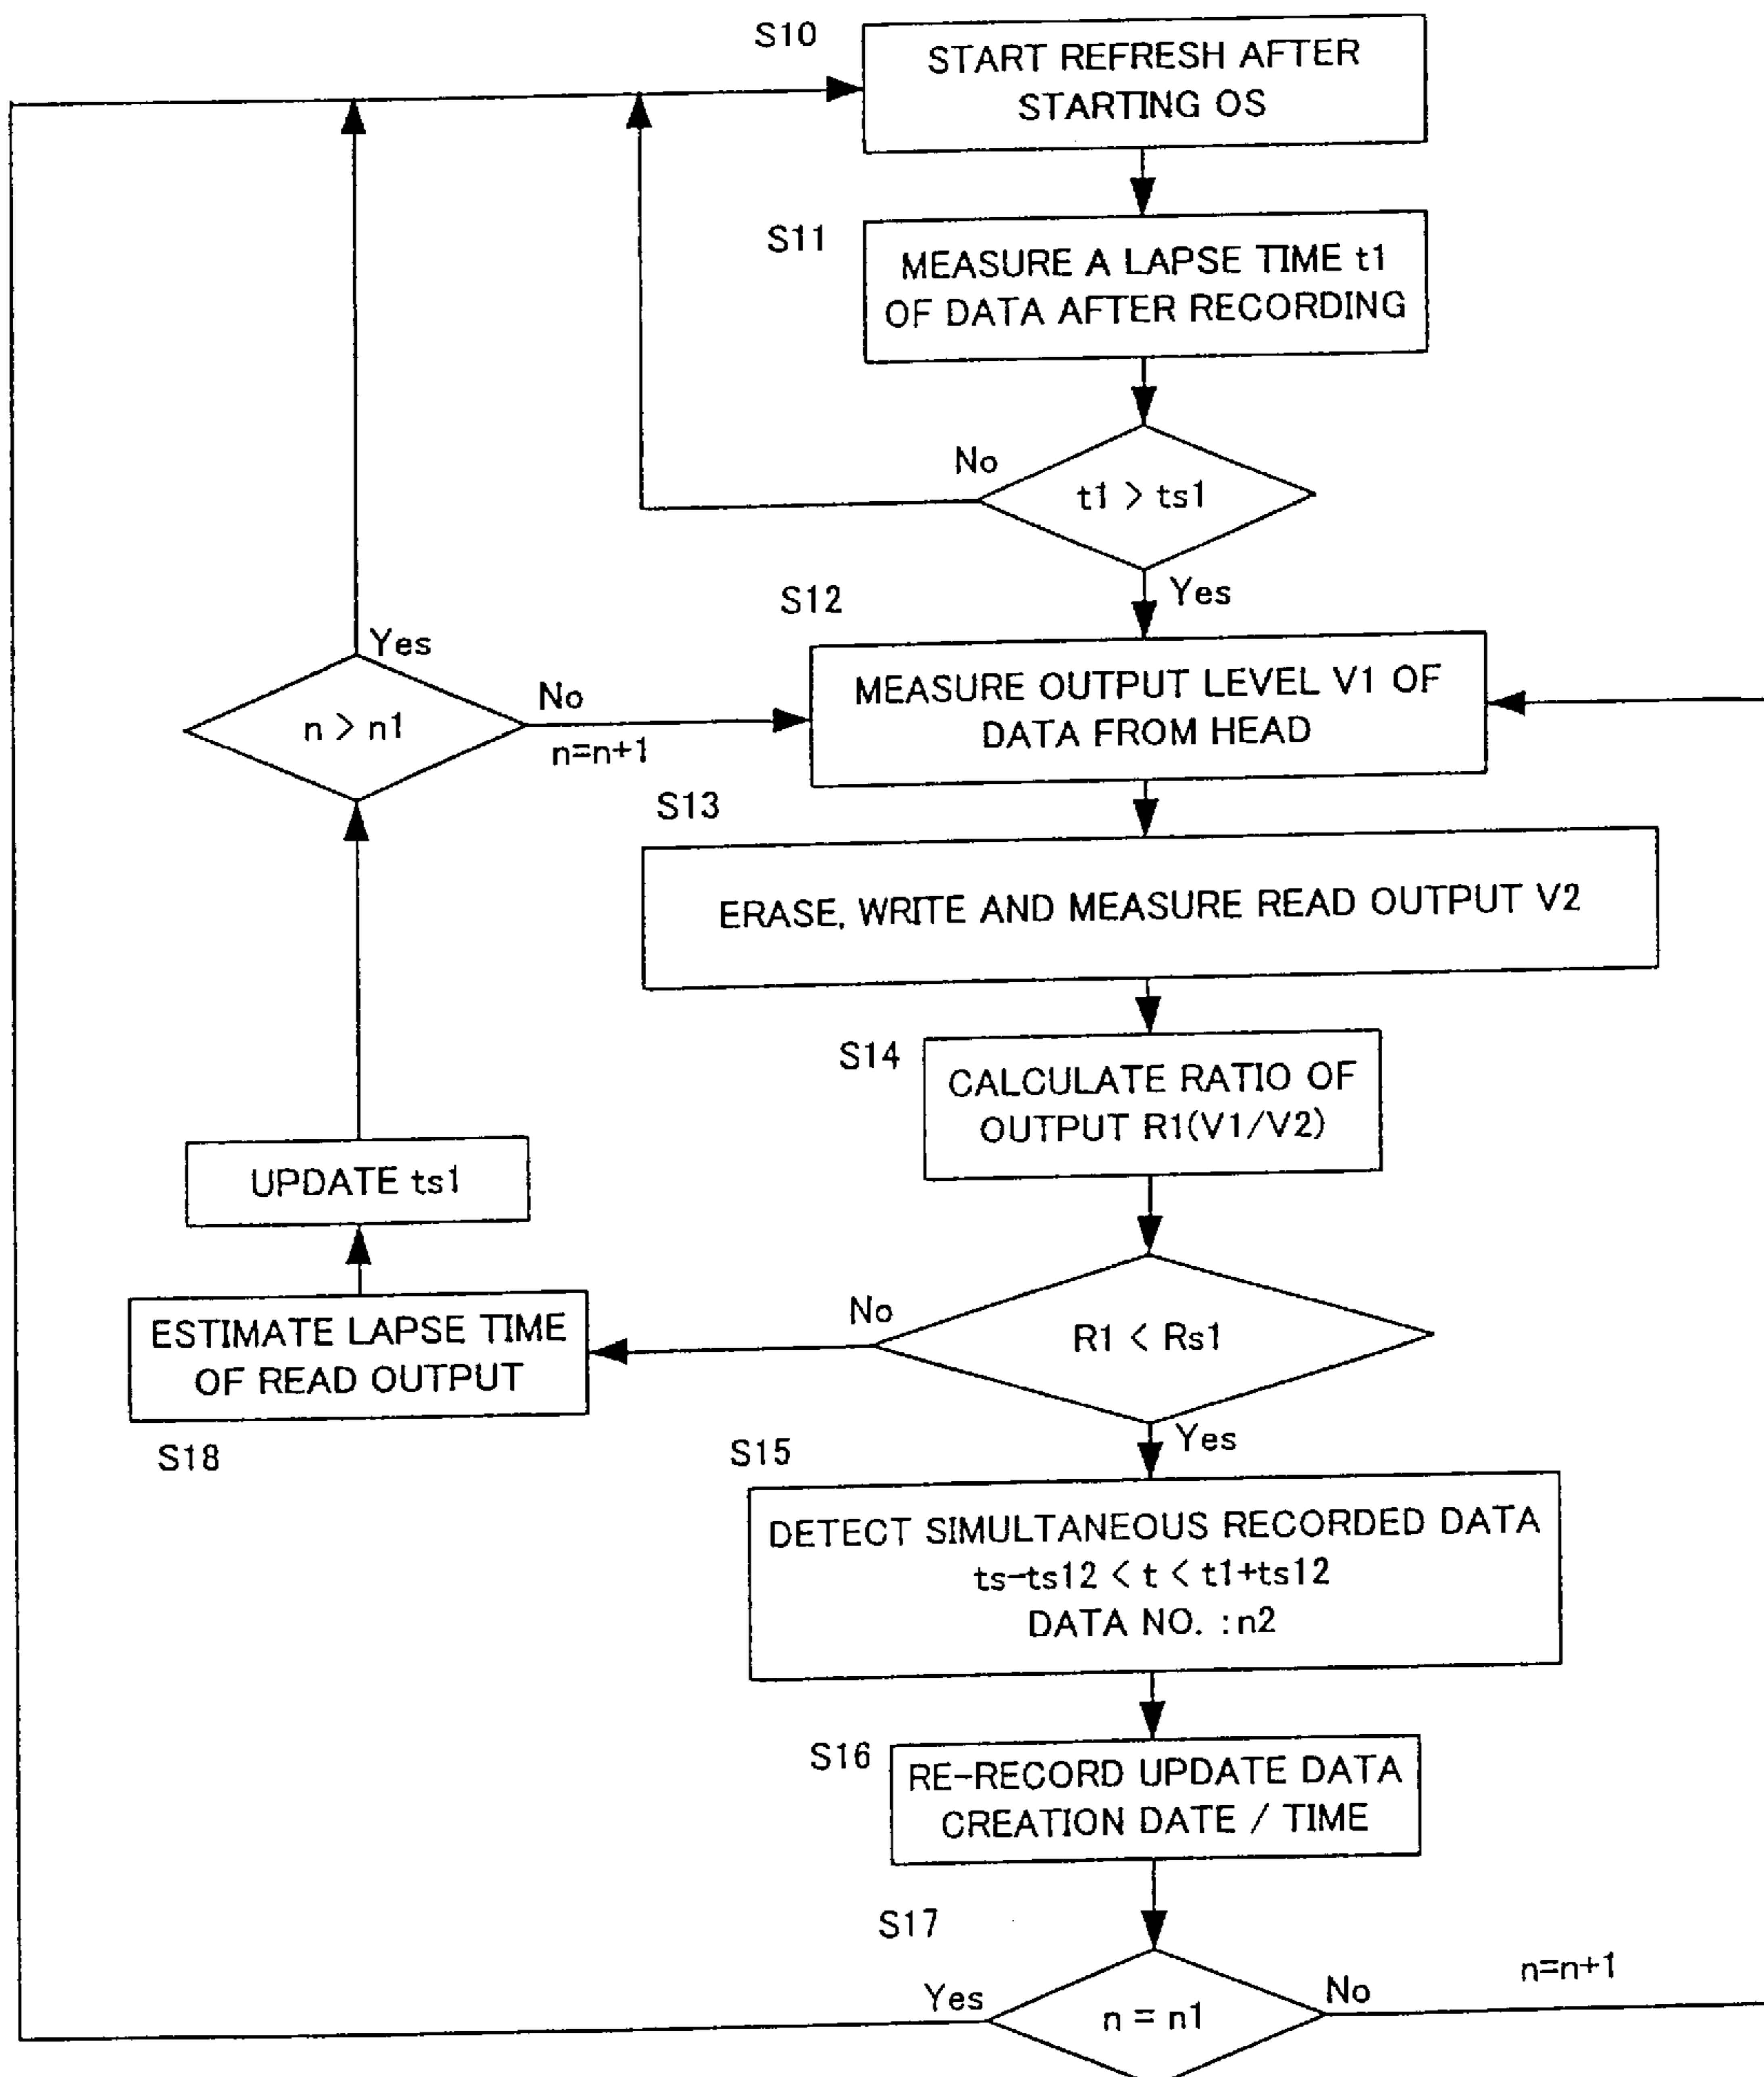 S10
START REFRESH AFTER
STARTING OS
S11
MEASURE A LAPSE TIME t1
OF DATA AFTER RECORDING
No
t1 > ts1
Yes
S12
MEASURE OUTPUT LEVEL V1 OF
DATA FROM HEAD
Yes
n > n1
No
n=n+1
S13
ERASE, WRITE AND MEASURE READ OUTPUT V2
S14
CALCULATE RATIO OF
OUTPUT R1(V1/V2)
UPDATE ts1
No
R1 < Rs1
ESTIMATE LAPSE TIME
OF READ OUTPUT
S18
Yes
S15
DETECT SIMULTANEOUS RECORDED DATA
ts-ts12 < t < t1+ts12
DATA NO. :n2
S16
RE-RECORD UPDATE DATA
CREATION DATE / TIME
S17
Yes
n = n1
No
n=n+1